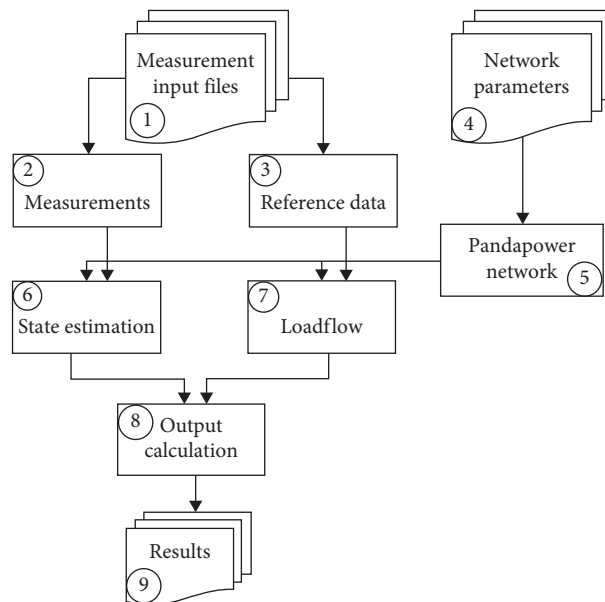 Measurement
input files
1
Network
parameters
4
2
Measurements
3
Reference data
Pandapower
network
5
6
State estimation
7
Loadflow
8
Output
calculation
Results
9